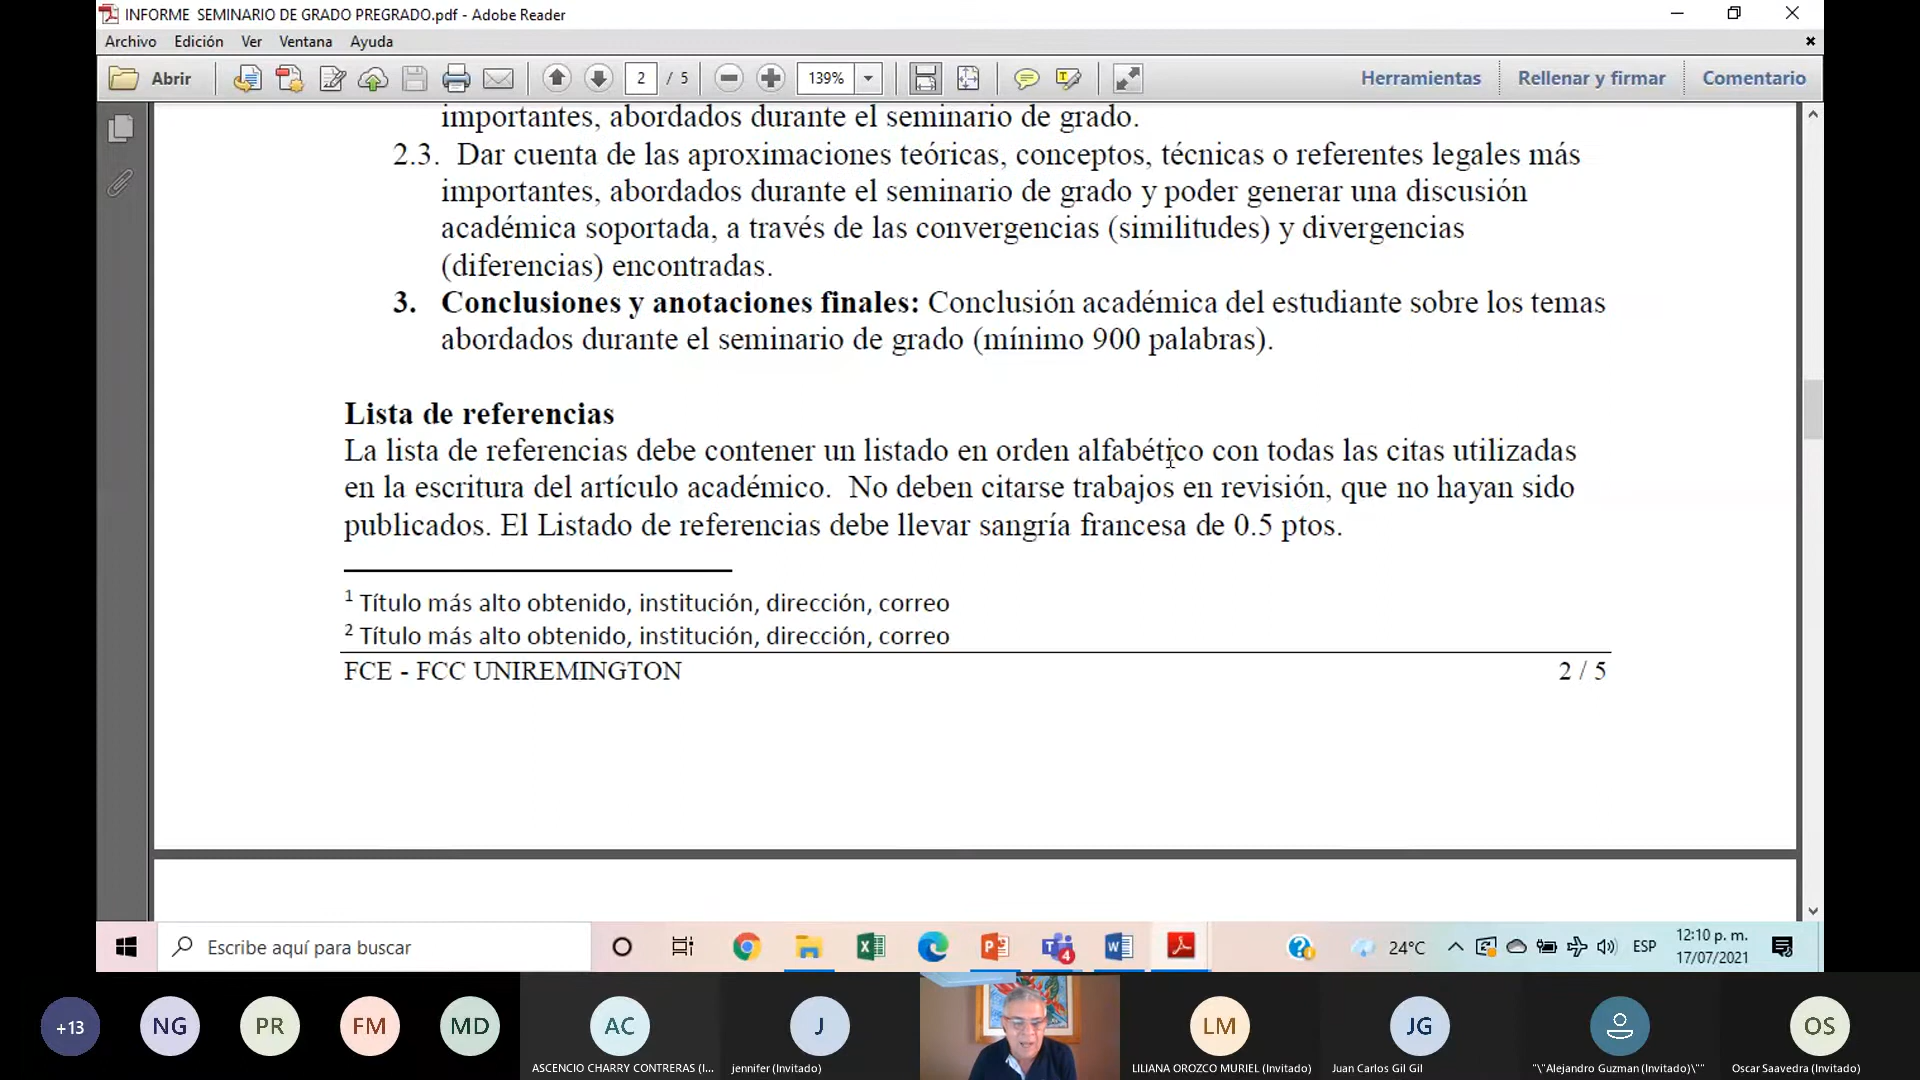 INFORME  SEMINARIO DE GRADO PREGRADO.pdf - Adobe Reader
Archivo Edición Ver Ventana Ayuda
Abrir 2 / 5 139% Herramientas Rellenar y firmar Comentario
importantes, abordados durante el seminario de grado.
2.3.  Dar cuenta de las aproximaciones teóricas, conceptos, técnicas o referentes legales más
importantes, abordados durante el seminario de grado y poder generar una discusión
académica soportada, a través de las convergencias (similitudes) y divergencias
(diferencias) encontradas.
3. Conclusiones y anotaciones finales: Conclusión académica del estudiante sobre los temas
abordados durante el seminario de grado (mínimo 900 palabras).
Lista de referencias
La lista de referencias debe contener un listado en orden alfabético con todas las citas utilizadas
en la escritura del artículo académico.  No deben citarse trabajos en revisión, que no hayan sido
publicados. El Listado de referencias debe llevar sangría francesa de 0.5 ptos.
1 Título más alto obtenido, institución, dirección, correo
2 Título más alto obtenido, institución, dirección, correo
FCE - FCC UNIREMINGTON 2 / 5
Escribe aquí para buscar 4 24°C ESP 12:10 p. m.
17/07/2021
+13 NG PR FM MD AC J LM JG OS
ASCENCIO CHARRY CONTRERAS (I... jennifer (Invitado) LILIANA OROZCO MURIEL (Invitado) Juan Carlos Gil Gil "\"Alejandro Guzman (Invitado)\"" Oscar Saavedra (Invitado)